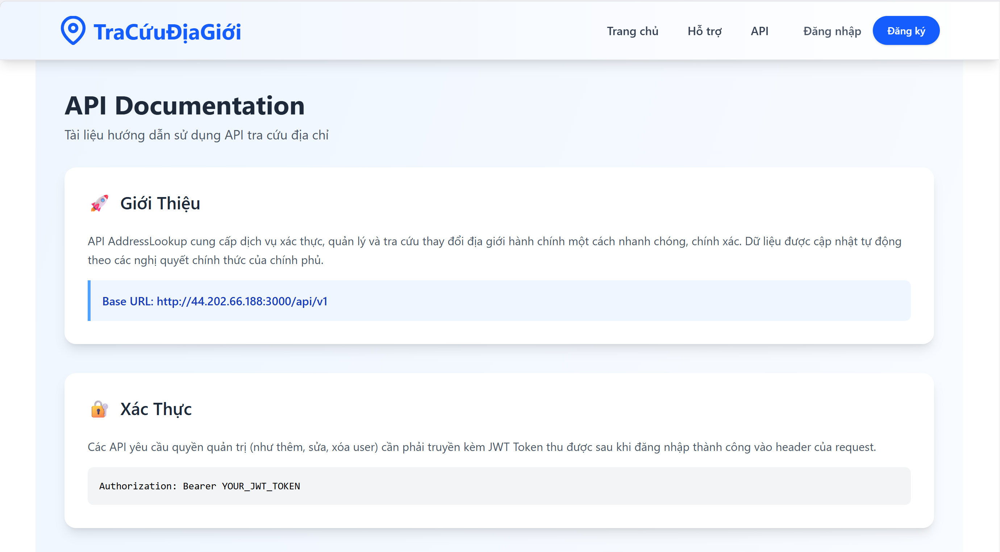 TraCứuĐịaGiới
Trang chủ
Hỗ trợ
API
Đăng nhập
Đăng ký
API Documentation
Tài liệu hướng dẫn sử dụng API tra cứu địa chỉ
Giới Thiệu
API AddressLookup cung cấp dịch vụ xác thực, quản lý và tra cứu thay đổi địa giới hành chính một cách nhanh chóng, chính xác. Dữ liệu được cập nhật tự động
theo các nghị quyết chính thức của chính phủ.
Base URL: http://44.202.66.188:3000/api/v1
Xác Thực
Các API yêu cầu quyền quản trị (như thêm, sửa, xóa user) cần phải truyền kèm JWT Token thu được sau khi đăng nhập thành công vào header của request.
Authorization: Bearer YOUR_JWT_TOKEN